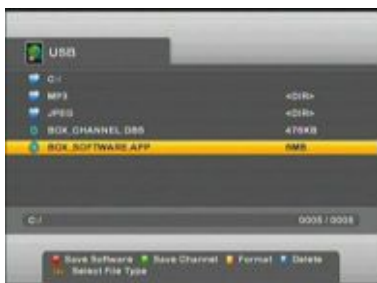 USB
C:/
MP3 <DIR>
JPEG <DIR>
BOX_CHANNEL.DBS 476KB
BOX_SOFTWARE.APP 5MB
C:/ 0005 / 0005
Save Software Save Channel Format Delete
Select File Type